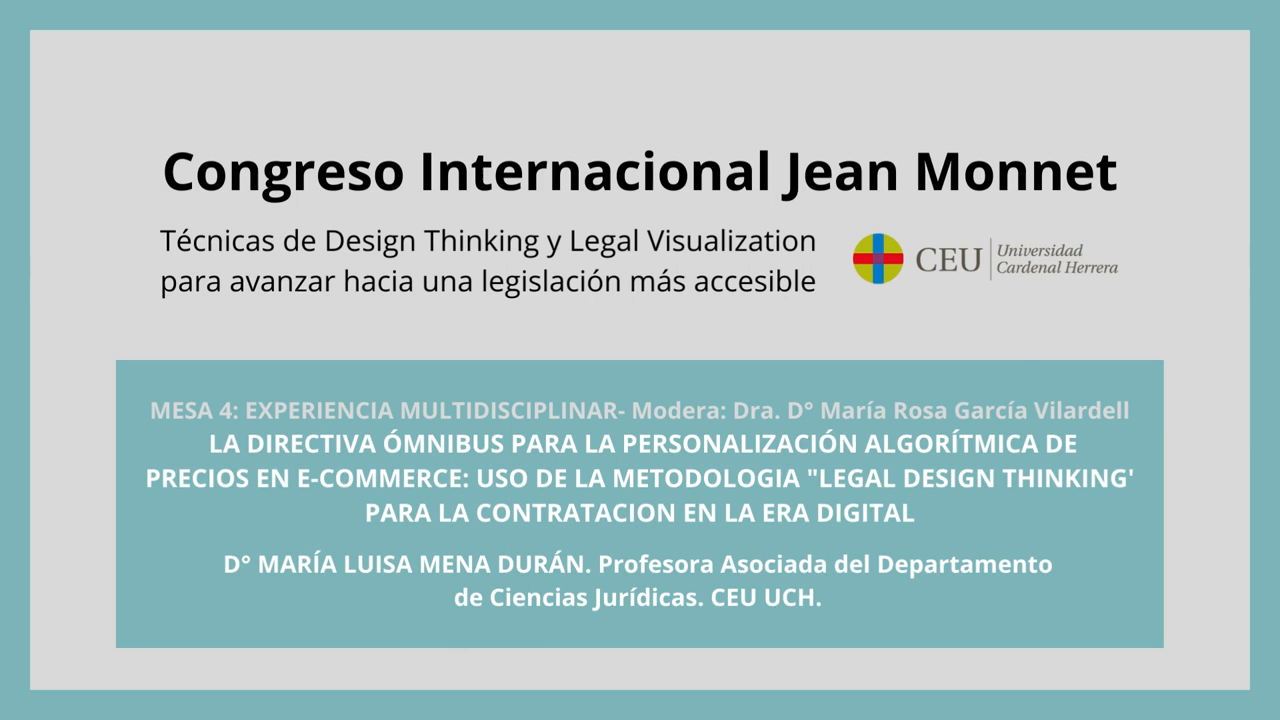 Congreso Internacional Jean Monnet
Técnicas de Design Thinking y Legal Visualization
para avanzar hacia una legislación más accesible
CEU Universidad
Cardenal Herrera
MESA 4: EXPERIENCIA MULTIDISCIPLINAR- Modera: Dra. D° María Rosa García Vilardell
LA DIRECTIVA ÓMNIBUS PARA LA PERSONALIZACIÓN ALGORÍTMICA DE
PRECIOS EN E-COMMERCE: USO DE LA METODOLOGIA "LEGAL DESIGN THINKING'
PARA LA CONTRATACION EN LA ERA DIGITAL
D° MARÍA LUISA MENA DURÁN. Profesora Asociada del Departamento
de Ciencias Jurídicas. CEU UCH.